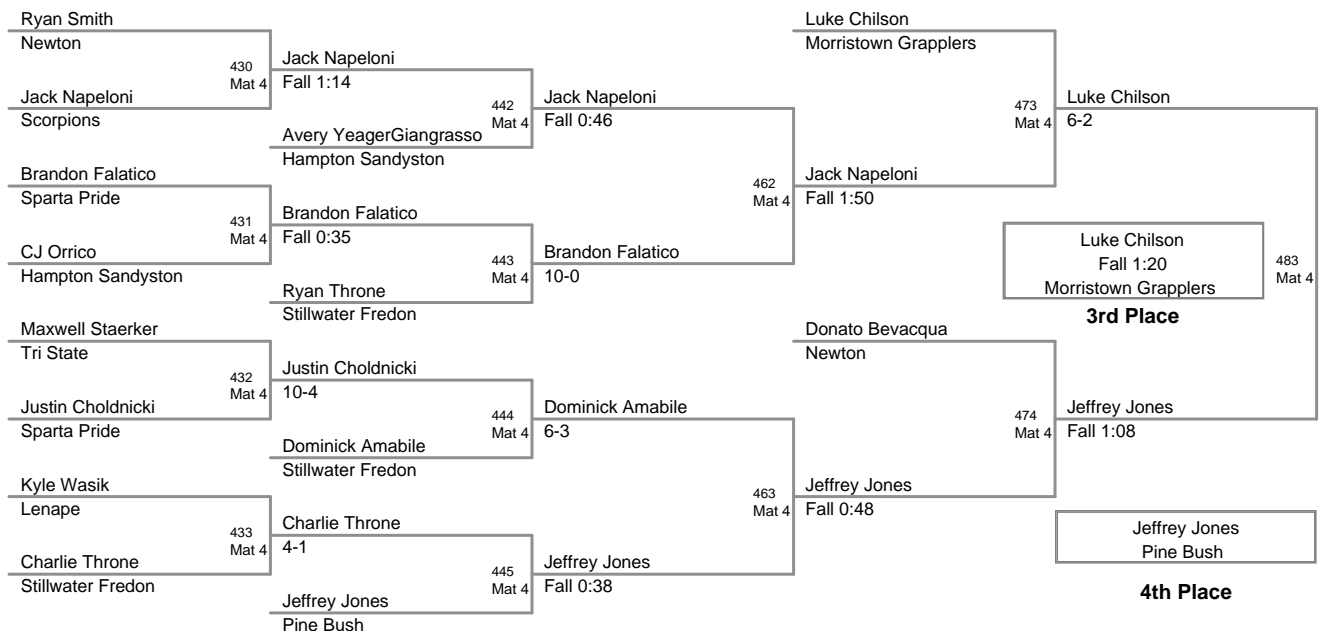 Ryan Smith
Newton
430
Mat 4
Jack Napeloni
Scorpions
Jack Napeloni
Fall 1:14
Avery YeagerGiangrasso
Hampton Sandyston
442
Mat 4
Jack Napeloni
Fall 0:46
Brandon Falatico
Sparta Pride
431
Mat 4
CJ Orrico
Hampton Sandyston
Brandon Falatico
Fall 0:35
Ryan Throne
Stillwater Fredon
443
Mat 4
Brandon Falatico
10-0
462
Mat 4
Jack Napeloni
Fall 1:50
Luke Chilson
Morristown Grapplers
473
Mat 4
Luke Chilson
6-2
Maxwell Staerker
Tri State
432
Mat 4
Justin Choldnicki
Sparta Pride
Justin Choldnicki
10-4
Dominick Amabile
Stillwater Fredon
444
Mat 4
Dominick Amabile
6-3
Kyle Wasik
Lenape
433
Mat 4
Charlie Throne
Stillwater Fredon
Charlie Throne
4-1
Jeffrey Jones
Pine Bush
445
Mat 4
Jeffrey Jones
Fall 0:38
463
Mat 4
Jeffrey Jones
Fall 0:48
Donato Bevacqua
Newton
474
Mat 4
Jeffrey Jones
Fall 1:08
483
Mat 4
Luke Chilson
Fall 1:20
Morristown Grapplers
3rd Place
Jeffrey Jones
Pine Bush
4th Place